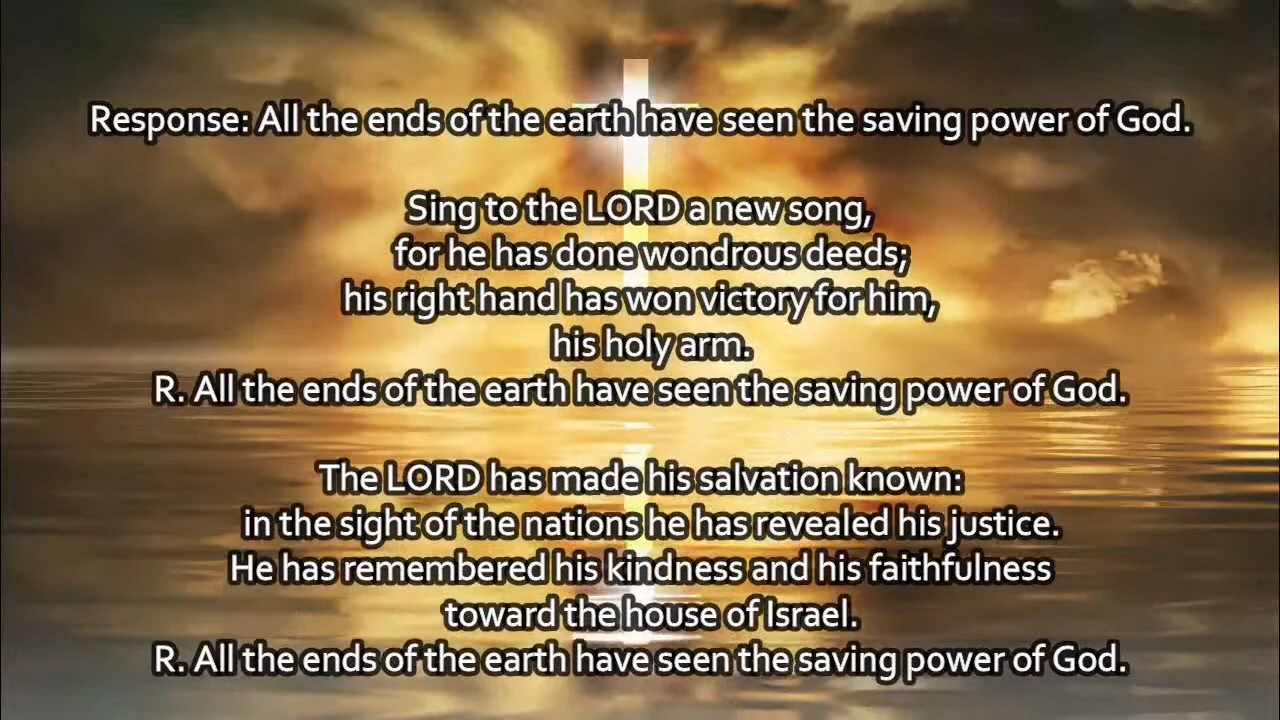 Response: All the ends of the earth have seen the saving power of God.
Sing to the LORD a new song,
for he has done wondrous deeds;
his right hand has won victory for him,
his holy arm.
R. All the ends of the earth have seen the saving power of God.
The LORD has made his salvation known:
in the sight of the nations he has revealed his justice.
He has remembered his kindness and his faithfulness
toward the house of Israel.
R. All the ends of the earth have seen the saving power of God.